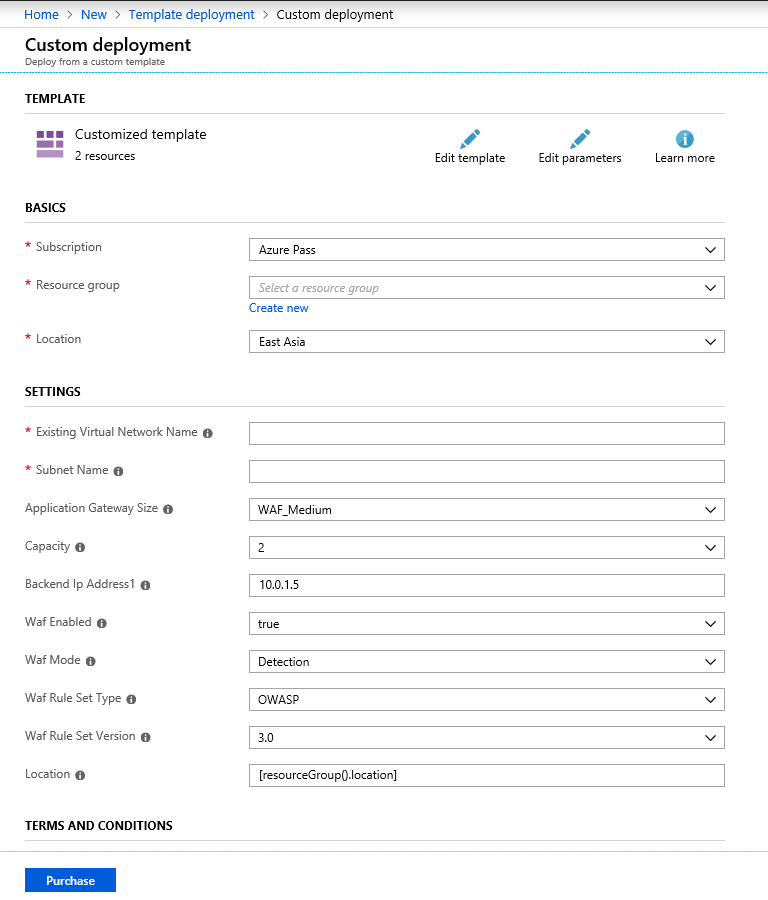 Home > New > Template deployment > Custom deployment
Custom deployment
Deploy from a custom template
TEMPLATE
Customized template
2 resources
Edit template
Edit parameters
Learn more
BASICS
* Subscription
Azure Pass
* Resource group
Select a resource group
Create new
* Location
East Asia
SETTINGS
* Existing Virtual Network Name
* Subnet Name
Application Gateway Size
WAF_Medium
Capacity
2
Backend Ip Address1
10.0.1.5
Waf Enabled
true
Waf Mode
Detection
Waf Rule Set Type
OWASP
Waf Rule Set Version
3.0
Location
[resourceGroup().location]
TERMS AND CONDITIONS
Purchase